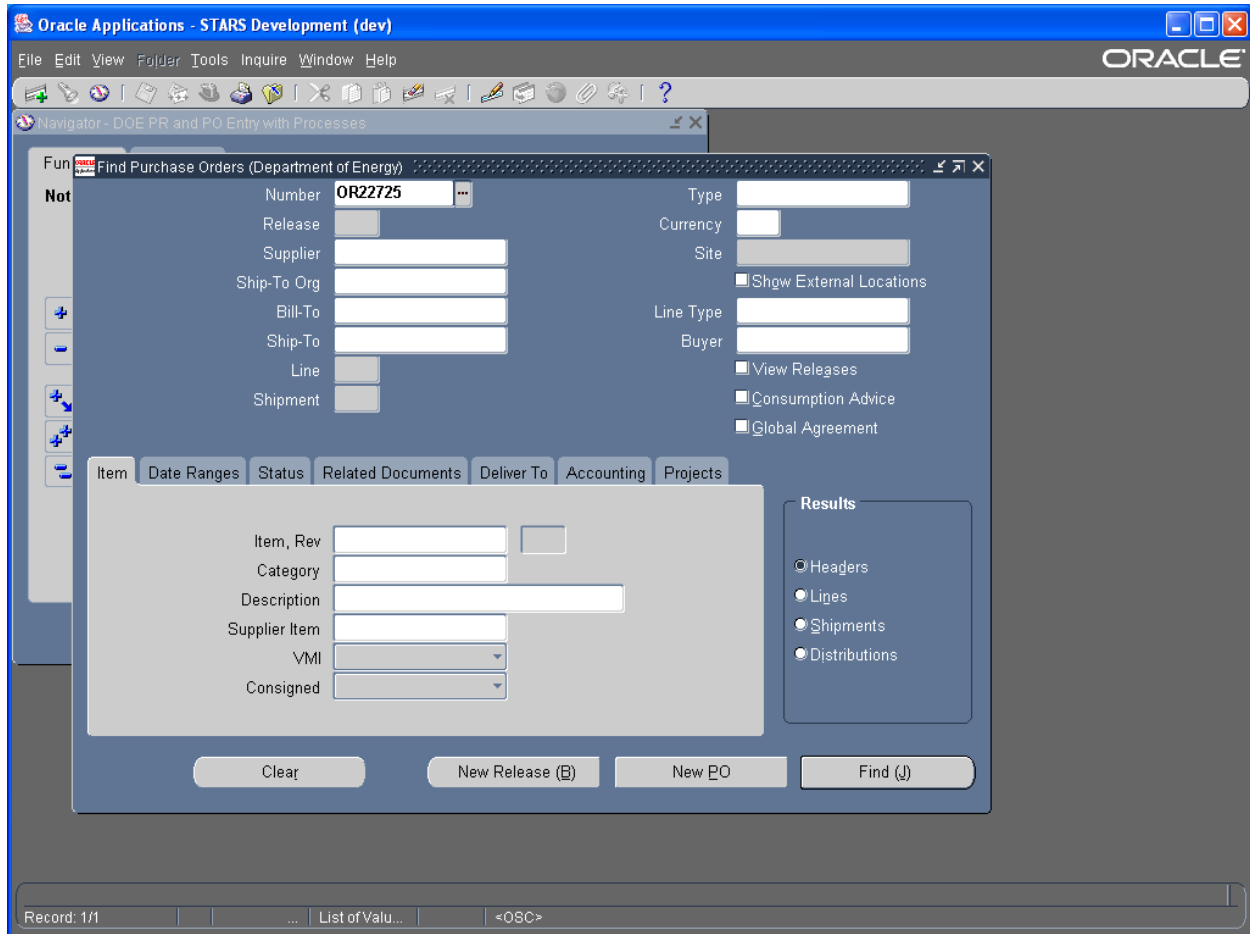 Oracle Applications - STARS Development (dev)
File Edit View Folder Tools Inquire Window Help
ORACLE
Navigator - DOE PR and PO Entry with Processes
Fun
Find Purchase Orders (Department of Energy)
Not
Number OR22725 ... Type
Release Currency
Supplier Site
Ship-To Org Show External Locations
Bill-To Line Type
Ship-To Buyer
Line View Releases
Shipment Consumption Advice
Global Agreement
Item Date Ranges Status Related Documents Deliver To Accounting Projects
Results
Item, Rev
Category Headers
Description Lines
Supplier Item Shipments
VMI Distributions
Consigned
Clear New Release (B) New PO Find (J)
Record: 1/1 ... List of Valu... <OSC>